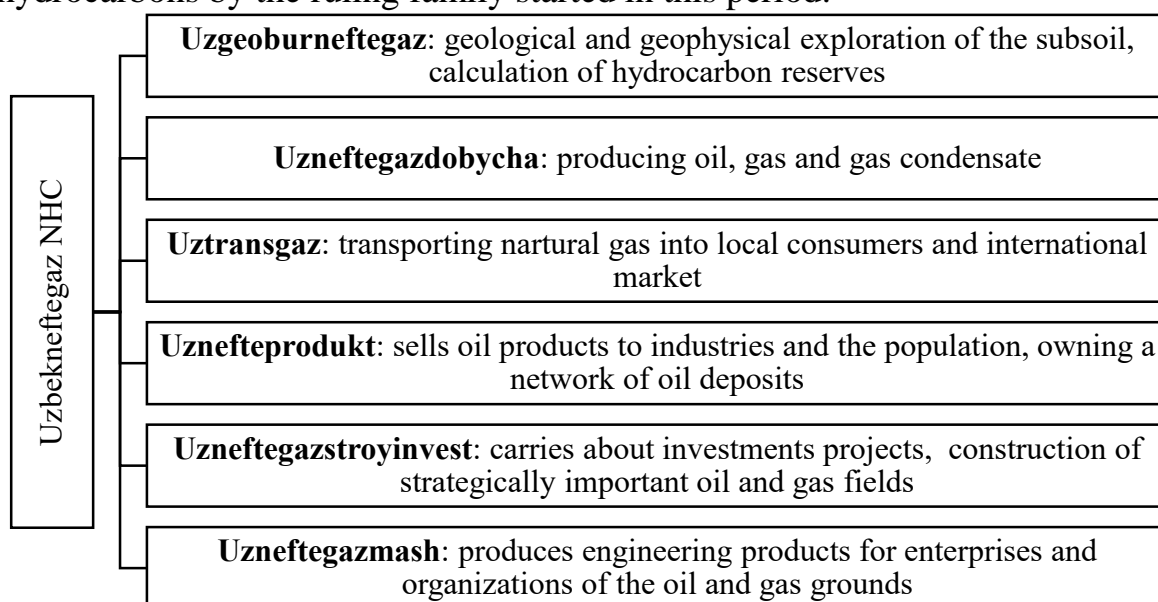 hydrocarbons by the ruling family started in this period.
Uzbekneftegaz NHC
Uzgeoburneftegaz: geological and geophysical exploration of the subsoil,
calculation of hydrocarbon reserves
Uzneftegazdobycha: producing oil, gas and gas condensate
Uztransgaz: transporting nartural gas into local consumers and international
market
Uznefteprodukt: sells oil products to industries and the population, owning a
network of oil deposits
Uzneftegazstroyinvest: carries about investments projects, construction of
strategically important oil and gas fields
Uzneftegazmash: produces engineering products for enterprises and
organizations of the oil and gas grounds